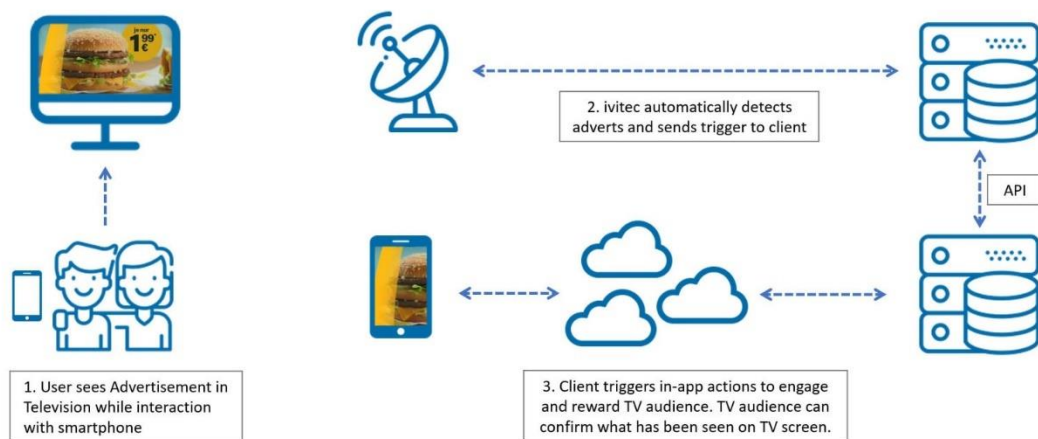 je nur
1 99*
€
2. ivitec automatically detects
adverts and sends trigger to client
API
1. User sees Advertisement in
Television while interaction
with smartphone
3. Client triggers in-app actions to engage
and reward TV audience. TV audience can
confirm what has been seen on TV screen.